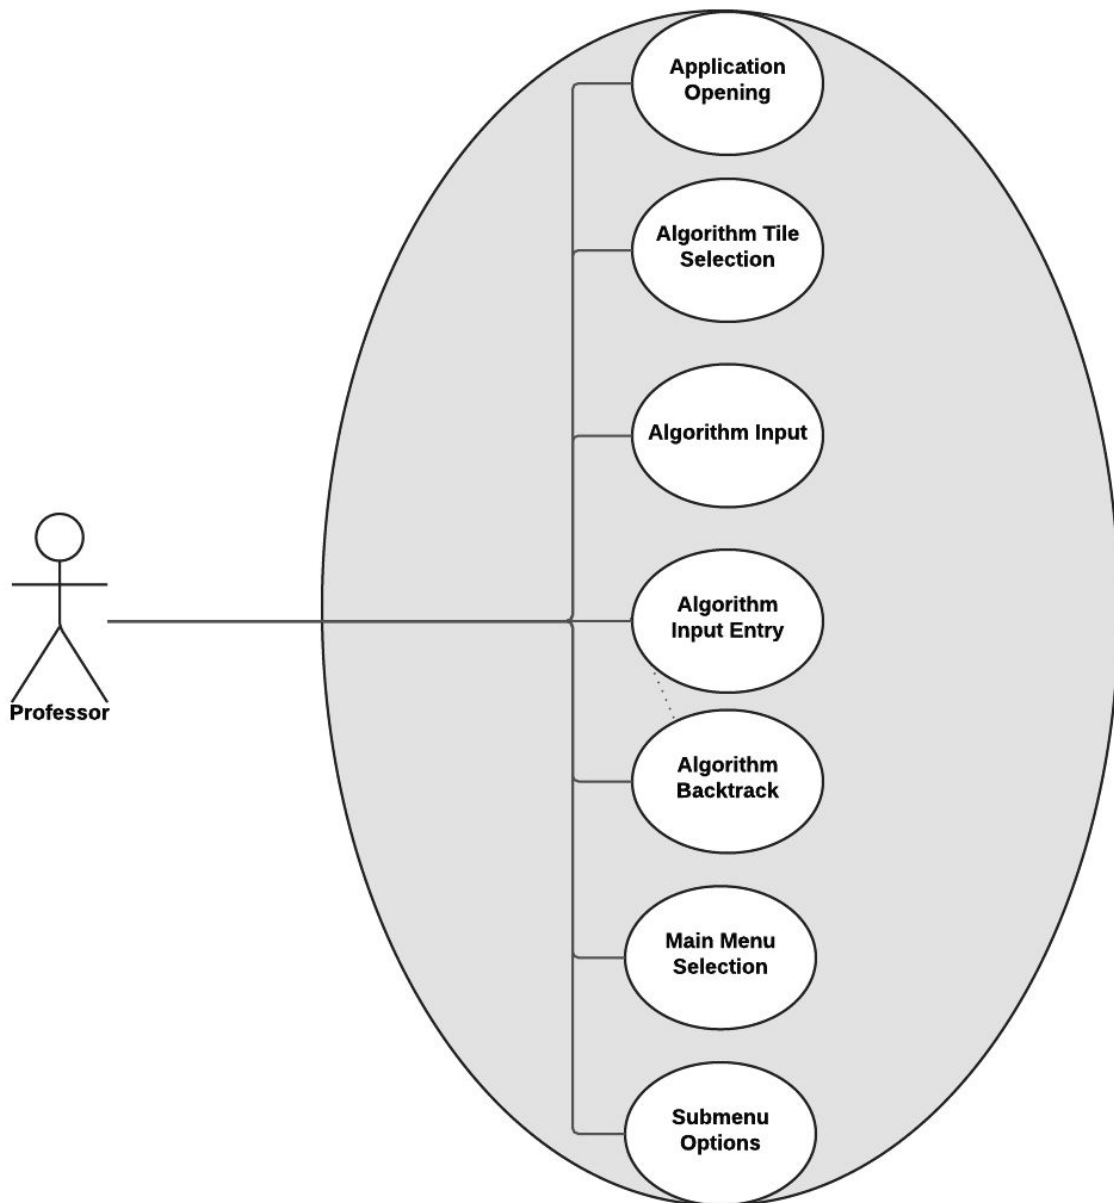 Application
Opening
Algorithm Tile
Selection
Algorithm Input
Algorithm
Input Entry
Professor
Algorithm
Backtrack
Main Menu
Selection
Submenu
Options